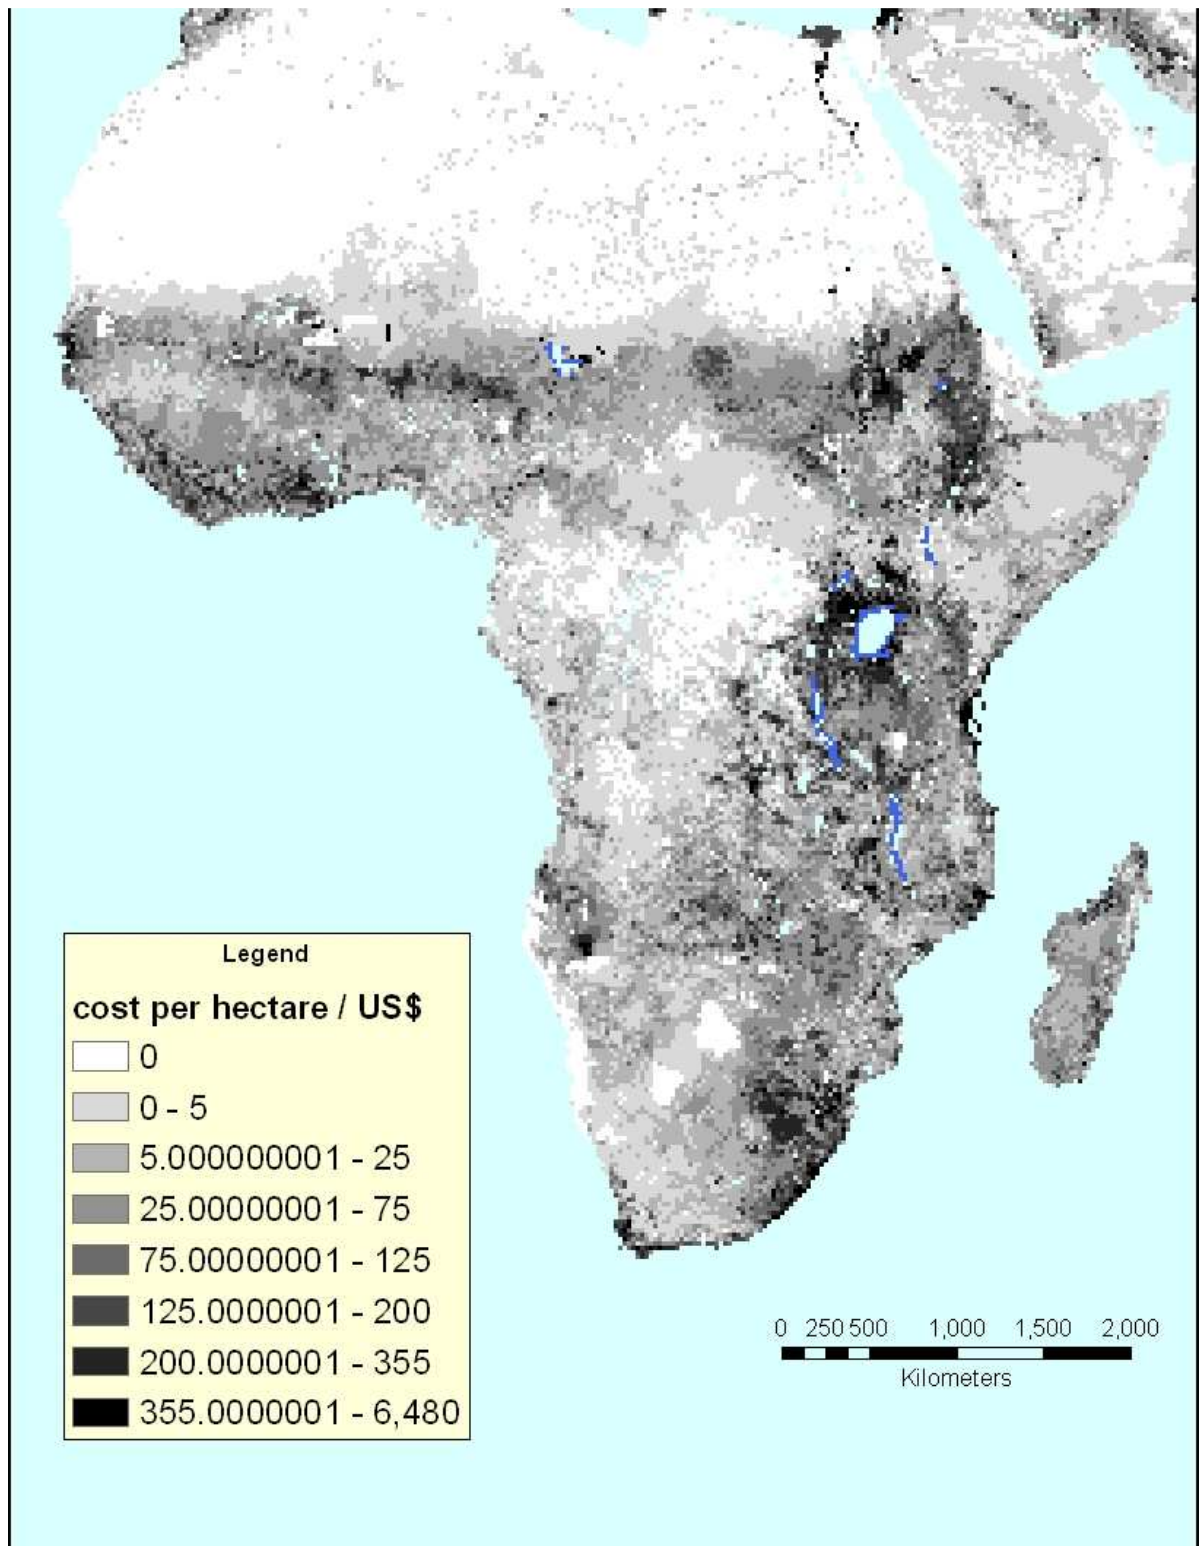 Legend
cost per hectare / US$
0
0 - 5
5.000000001 - 25
25.00000001 - 75
75.00000001 - 125
125.0000001 - 200
200.0000001 - 355
355.0000001 - 6,480
0 250 500 1,000 1,500 2,000
Kilometers